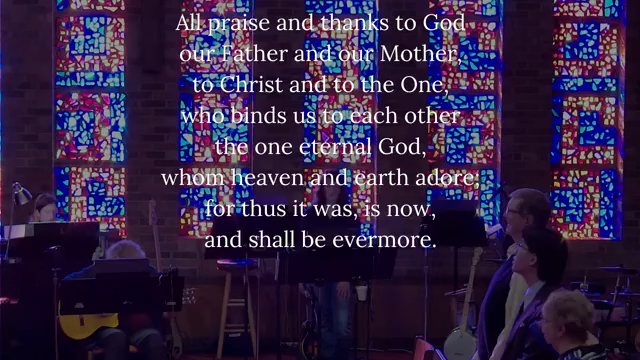 All praise and thanks to God
our Father and our Mother,
to Christ and to the One,
who binds us to each other
the one eternal God,
whom heaven and earth adore;
for thus it was, is now,
and shall be evermore.